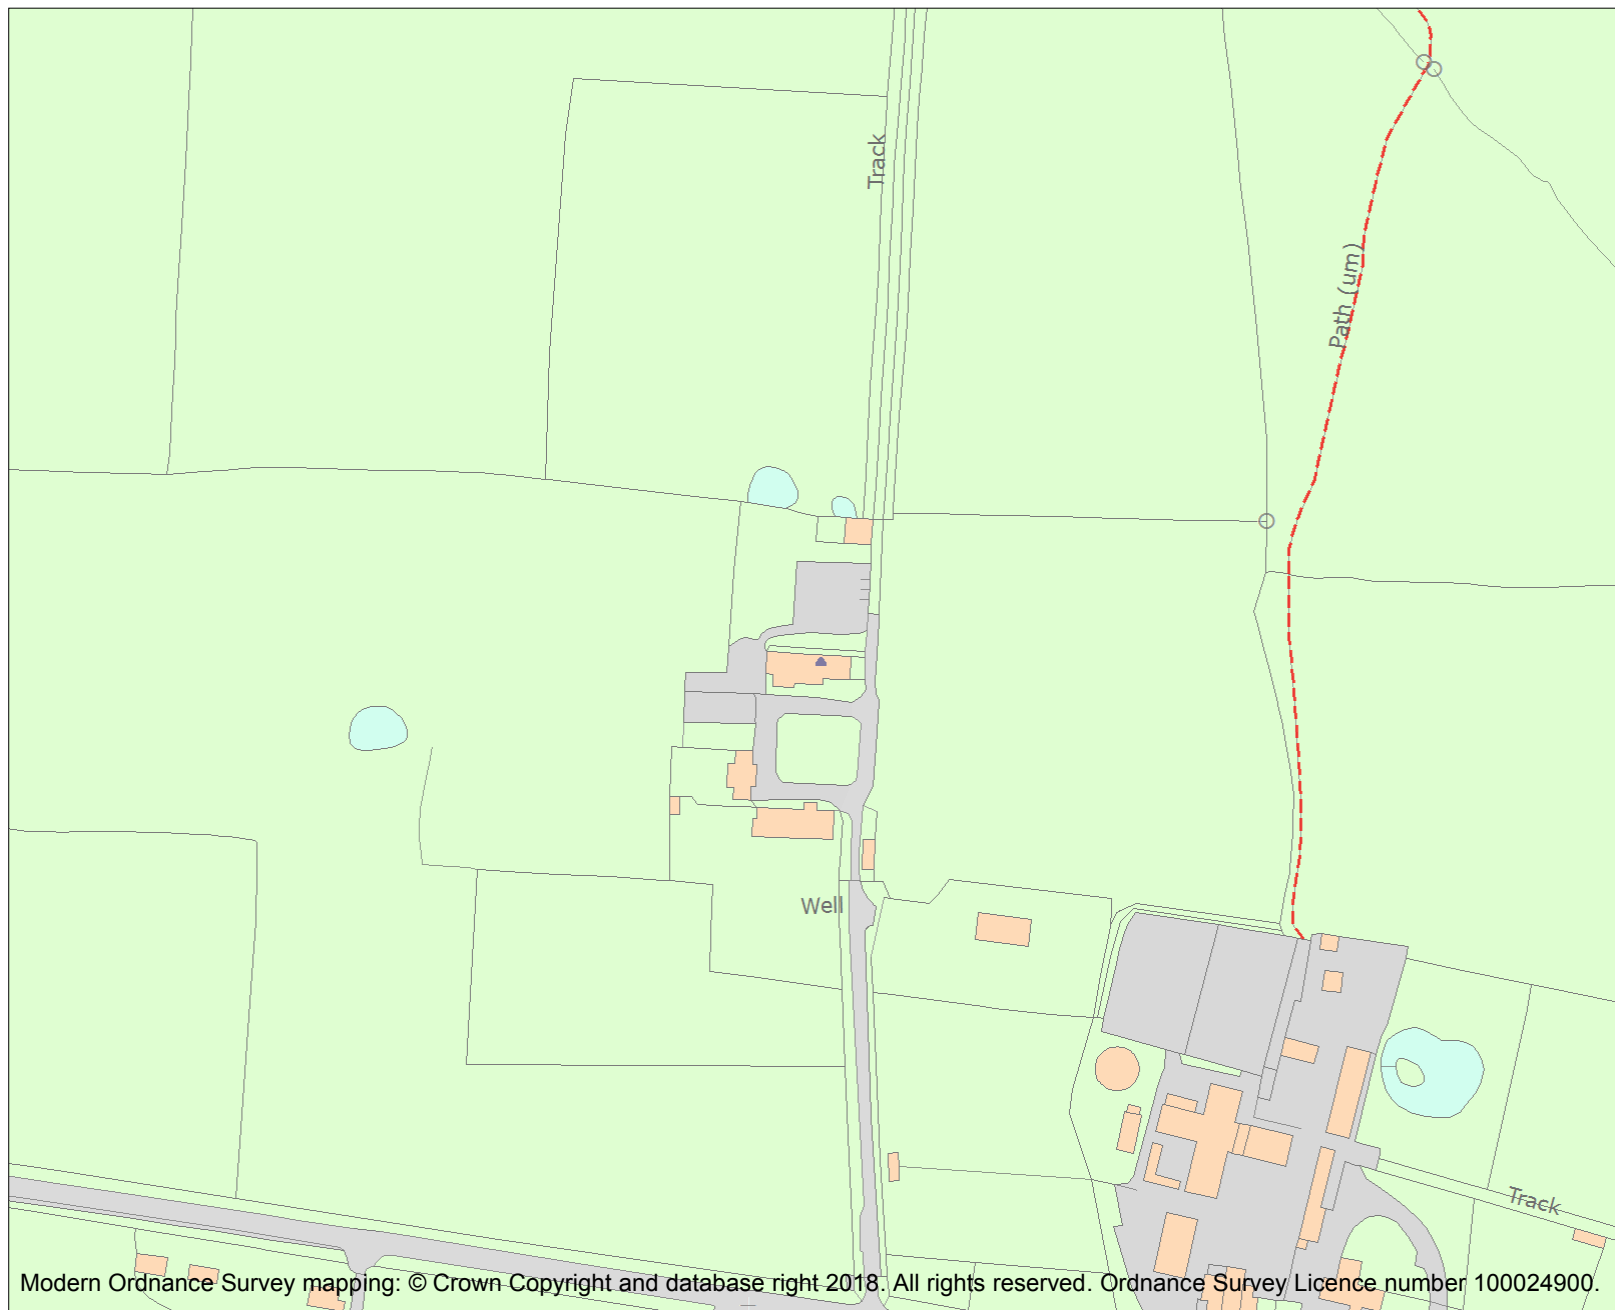 Track
Path (um)
Well
Track
Modern Ordnance Survey mapping: © Crown Copyright and database right 2018. All rights reserved. Ordnance Survey Licence number 100024900.